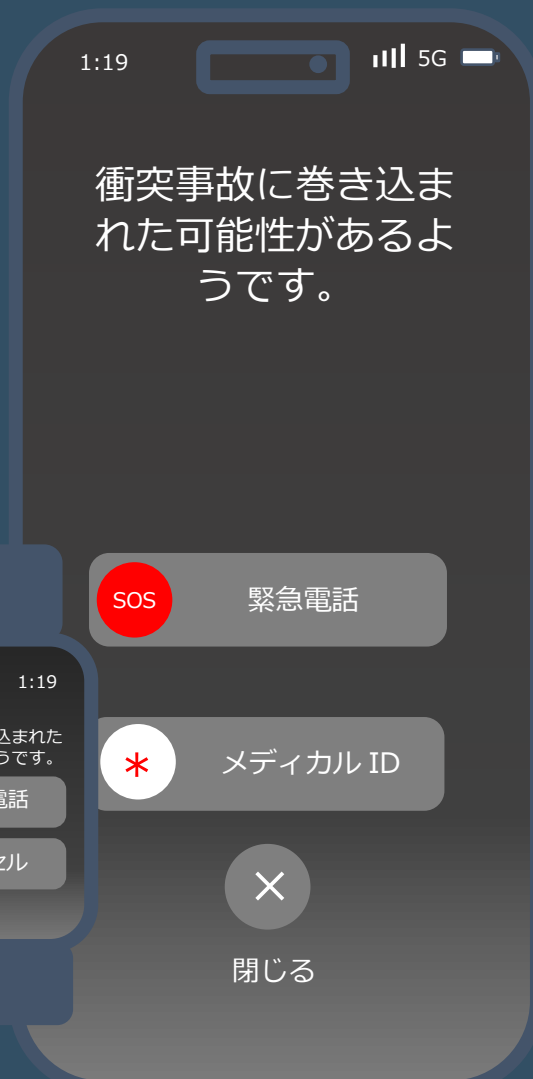 1:19
5G
衝突事故に巻き込ま
れた可能性があるよ
うです。
SOS 緊急電話
* メディカル ID
×
閉じる
1:19
込まれた
うです。
電話
セル